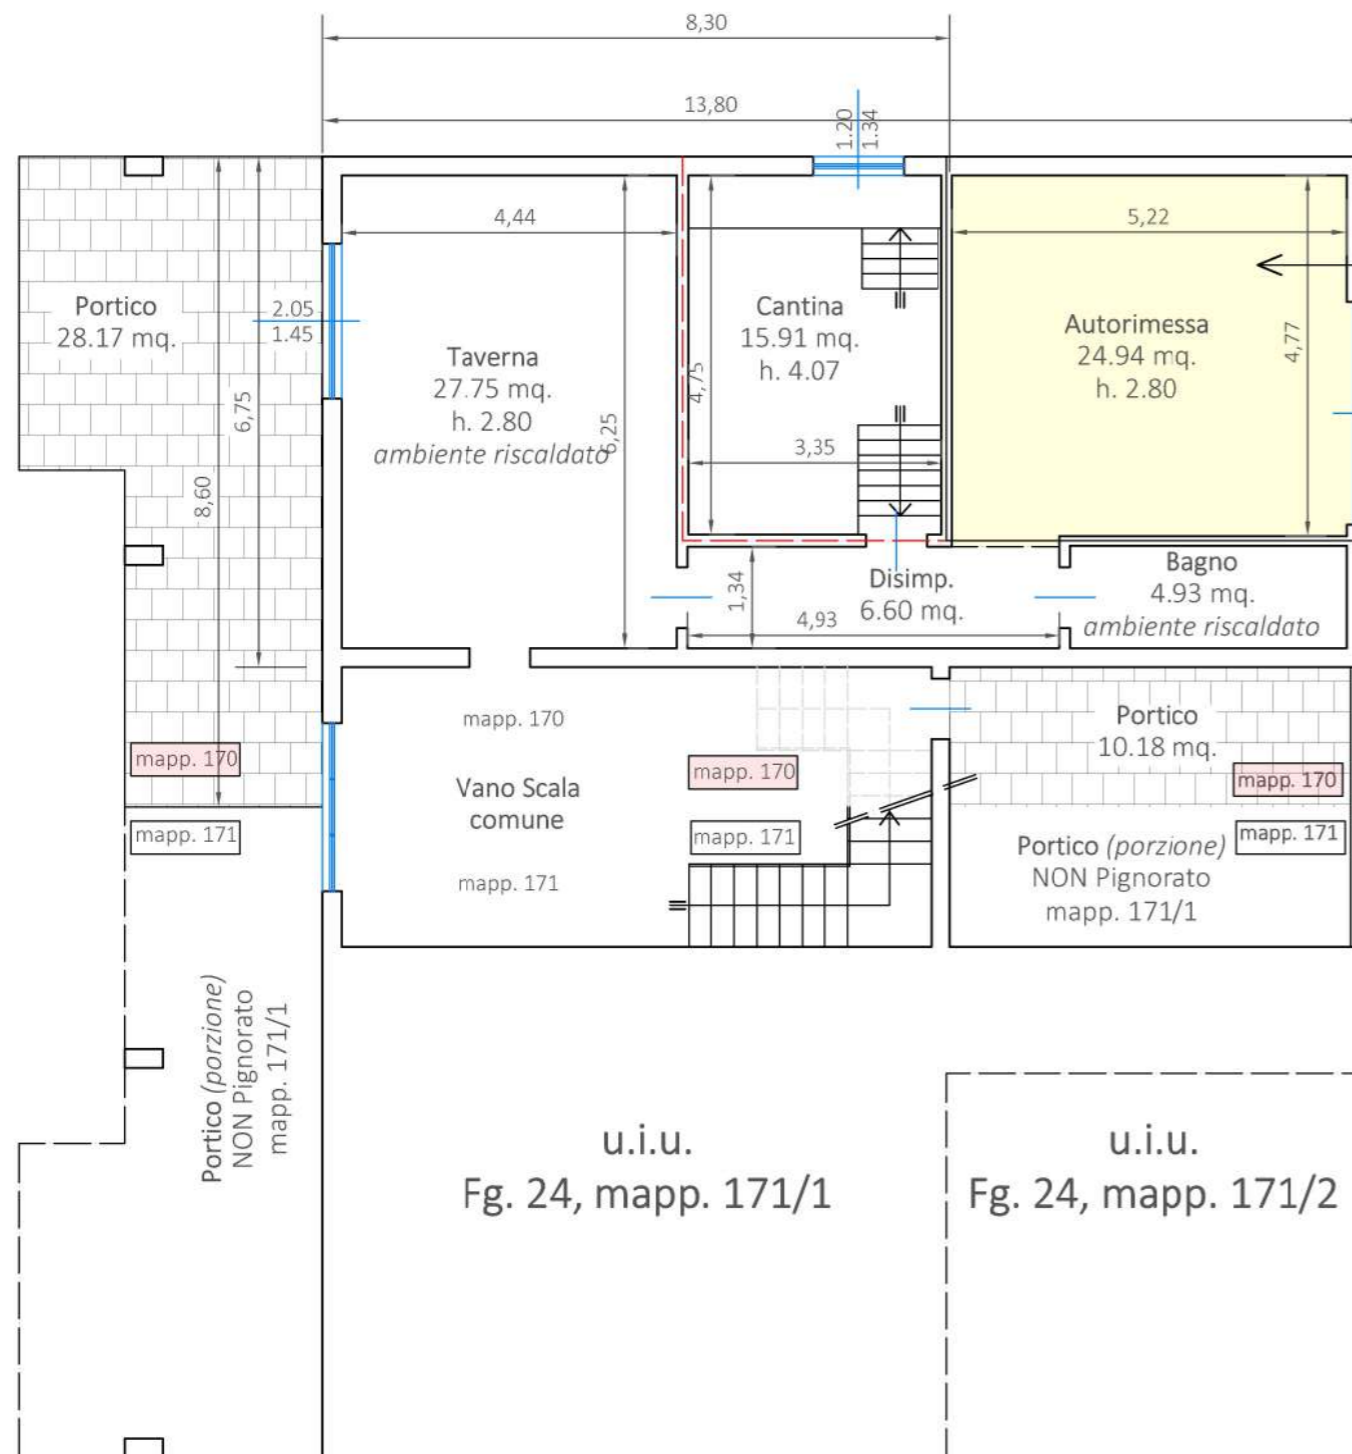 8,30
13,80
1.20
1.34
4,44
5,22
Portico
28.17 mq.
2.05
1.45
Taverna
27.75 mq.
h. 2.80
ambiente riscaldato
6,25
Cantina
15.91 mq.
h. 4.07
4,75
3,35
Autorimessa
24.94 mq.
h. 2.80
4,77
6,75
8,60
1,34
Disimp.
6.60 mq.
4,93
Bagno
4.93 mq.
ambiente riscaldato
mapp. 170
mapp. 171
mapp. 170
Vano Scala
comune
mapp. 171
mapp. 170
mapp. 171
Portico
10.18 mq.
mapp. 170
mapp. 171
Portico (porzione)
NON Pignorato
mapp. 171/1
Portico (porzione)
NON Pignorato
mapp. 171/1
u.i.u.
Fg. 24, mapp. 171/1
u.i.u.
Fg. 24, mapp. 171/2